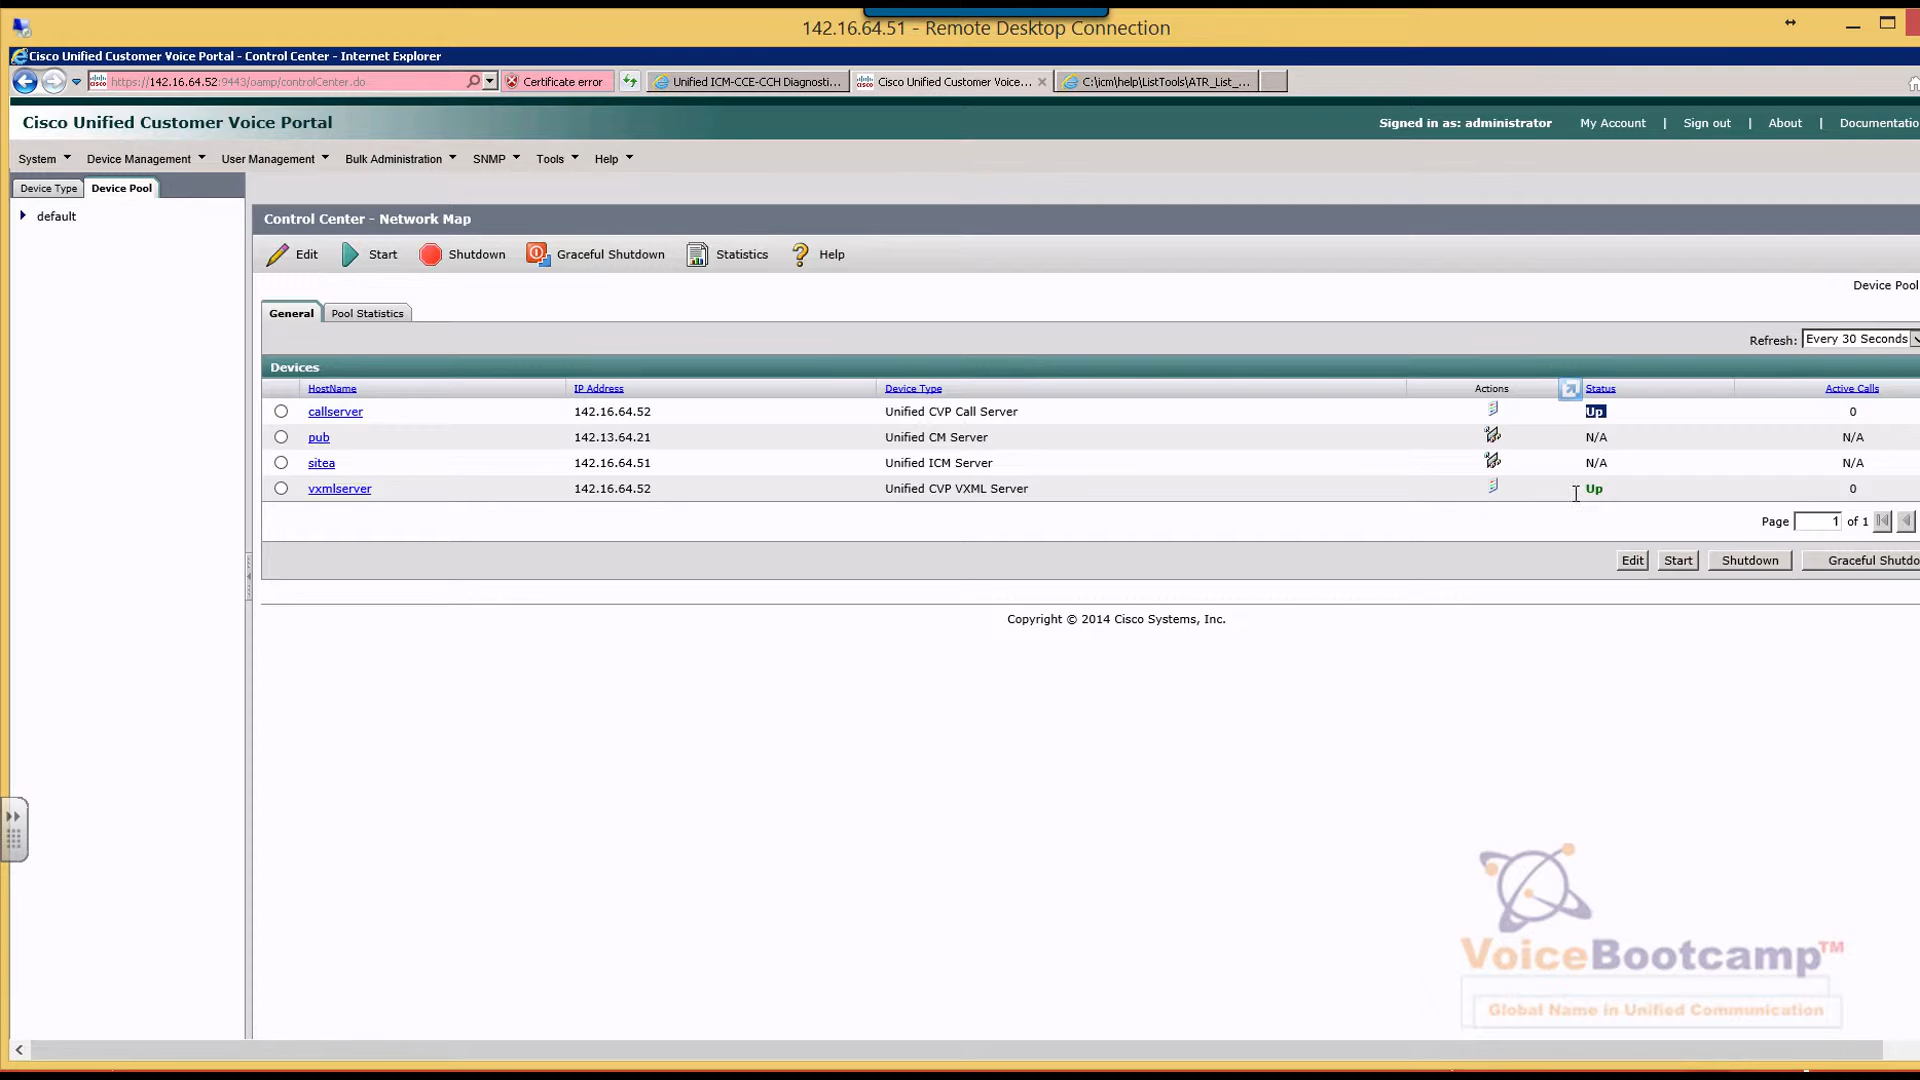 142.16.64.51 - Remote Desktop Connection
Cisco Unified Customer Voice Portal - Control Center - Internet Explorer
https://142.16.64.52:9443/oamp/controlCenter.do Certificate error Unified ICM-CCE-CCH Diagnosti... Cisco Unified Customer Voice... C:\icm\help\ListTools\ATR_List_...
Cisco Unified Customer Voice Portal
Signed in as: administrator My Account | Sign out | About | Documentatio
System Device Management User Management Bulk Administration SNMP Tools Help
Device Type Device Pool
default
Control Center - Network Map
Edit Start Shutdown Graceful Shutdown Statistics Help
Device Pool
General Pool Statistics
Refresh: Every 30 Seconds
Devices
HostName IP Address Device Type Actions Status Active Calls
callserver 142.16.64.52 Unified CVP Call Server Up 0
pub 142.13.64.21 Unified CM Server N/A N/A
sitea 142.16.64.51 Unified ICM Server N/A N/A
vxmlserver 142.16.64.52 Unified CVP VXML Server Up 0
Page 1 of 1
Edit Start Shutdown Graceful Shutdo
Copyright © 2014 Cisco Systems, Inc.
VoiceBootcamp™
Global Name in Unified Communication